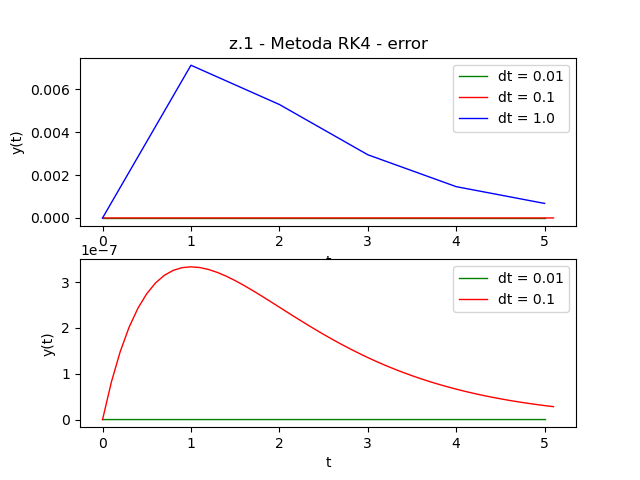 z.1 - Metoda RK4 - error
y(t)
0.006
0.004
0.002
0.000
dt = 0.01
dt = 0.1
dt = 1.0
0 1 2 3 4 5
1e−7
y(t)
3
2
1
0
dt = 0.01
dt = 0.1
0 1 2 3 4 5
t